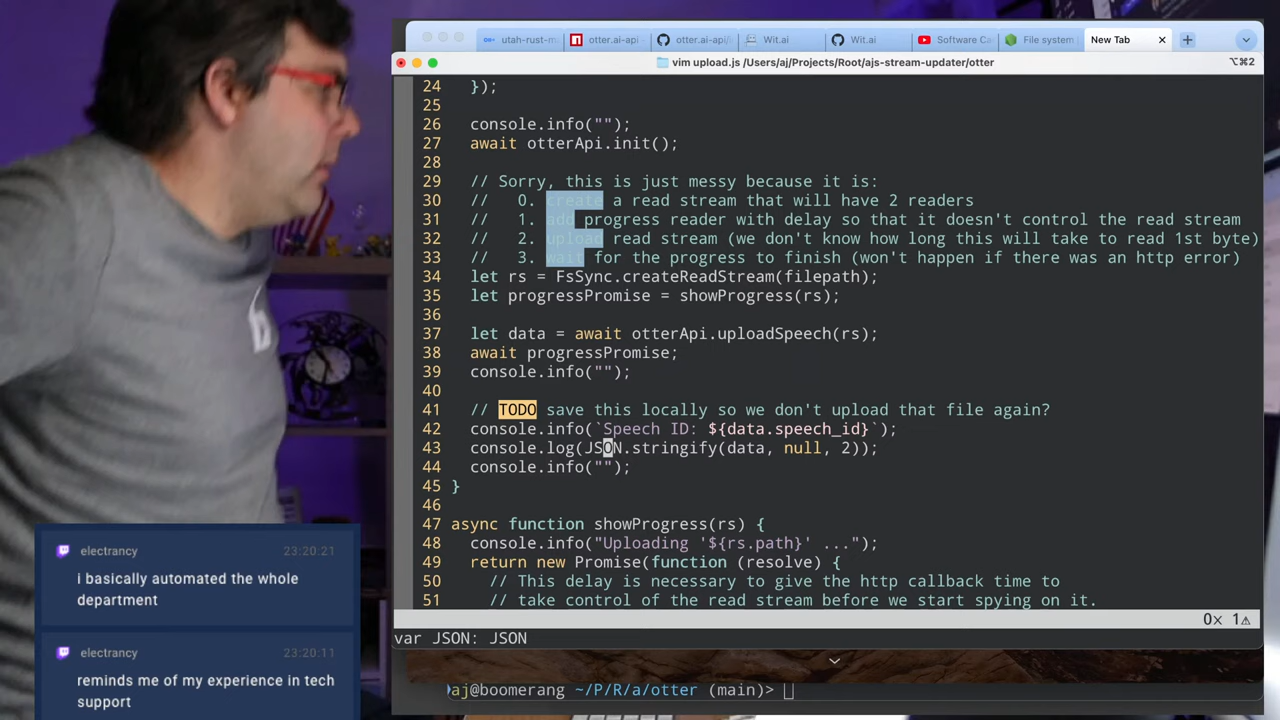 utah-rust-m
otter.ai-api-
otter.ai-api/
Wit.ai
Wit.ai
Software Ca
File system
New Tab
vim upload.js /Users/aj/Projects/Root/ajs-stream-updater/otter
⌥⌘2
24 });
25
26 console.info("");
27 await otterApi.init();
28
29 // Sorry, this is just messy because it is:
30 // 0. create a read stream that will have 2 readers
31 // 1. add progress reader with delay so that it doesn't control the read stream
32 // 2. upload read stream (we don't know how long this will take to read 1st byte)
33 // 3. wait for the progress to finish (won't happen if there was an http error)
34 let rs = FsSync.createReadStream(filepath);
35 let progressPromise = showProgress(rs);
36
37 let data = await otterApi.uploadSpeech(rs);
38 await progressPromise;
39 console.info("");
40
41 // TODO save this locally so we don't upload that file again?
42 console.info(`Speech ID: ${data.speech_id}`);
43 console.log(JSON.stringify(data, null, 2));
44 console.info("");
45 }
46
47 async function showProgress(rs) {
48 console.info("Uploading '${rs.path}' ...");
49 return new Promise(function (resolve) {
50 // This delay is necessary to give the http callback time to
51 // take control of the read stream before we start spying on it.
0× 1⚠
var JSON: JSON
aj@boomerang ~/P/R/a/otter (main)>
electrancy 23:20:21
i basically automated the whole
department
electrancy 23:20:11
reminds me of my experience in tech
support